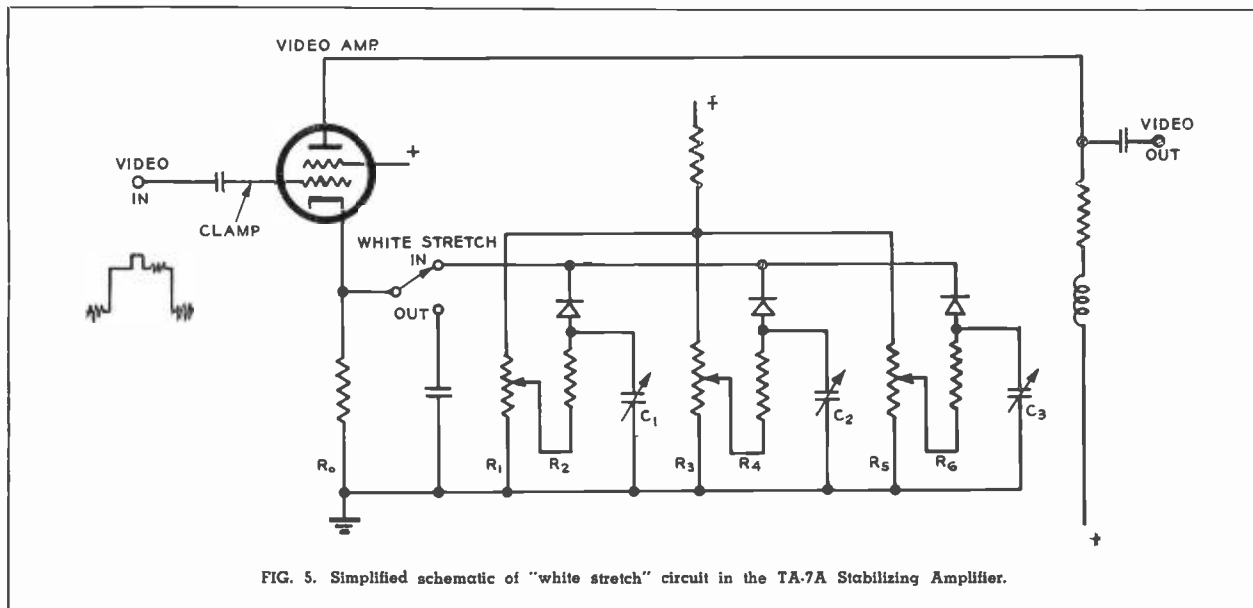 VIDEO AMP.
+
VIDEO
IN
+
VIDEO
OUT
CLAMP
WHITE STRETCH
IN
OUT
C₁
C₂
C₃
R₀
R₁
R₂
R₃
R₄
R₅
R₆
+
FIG. 5. Simplified schematic of "white stretch" circuit in the TA-7A Stabilizing Amplifier.